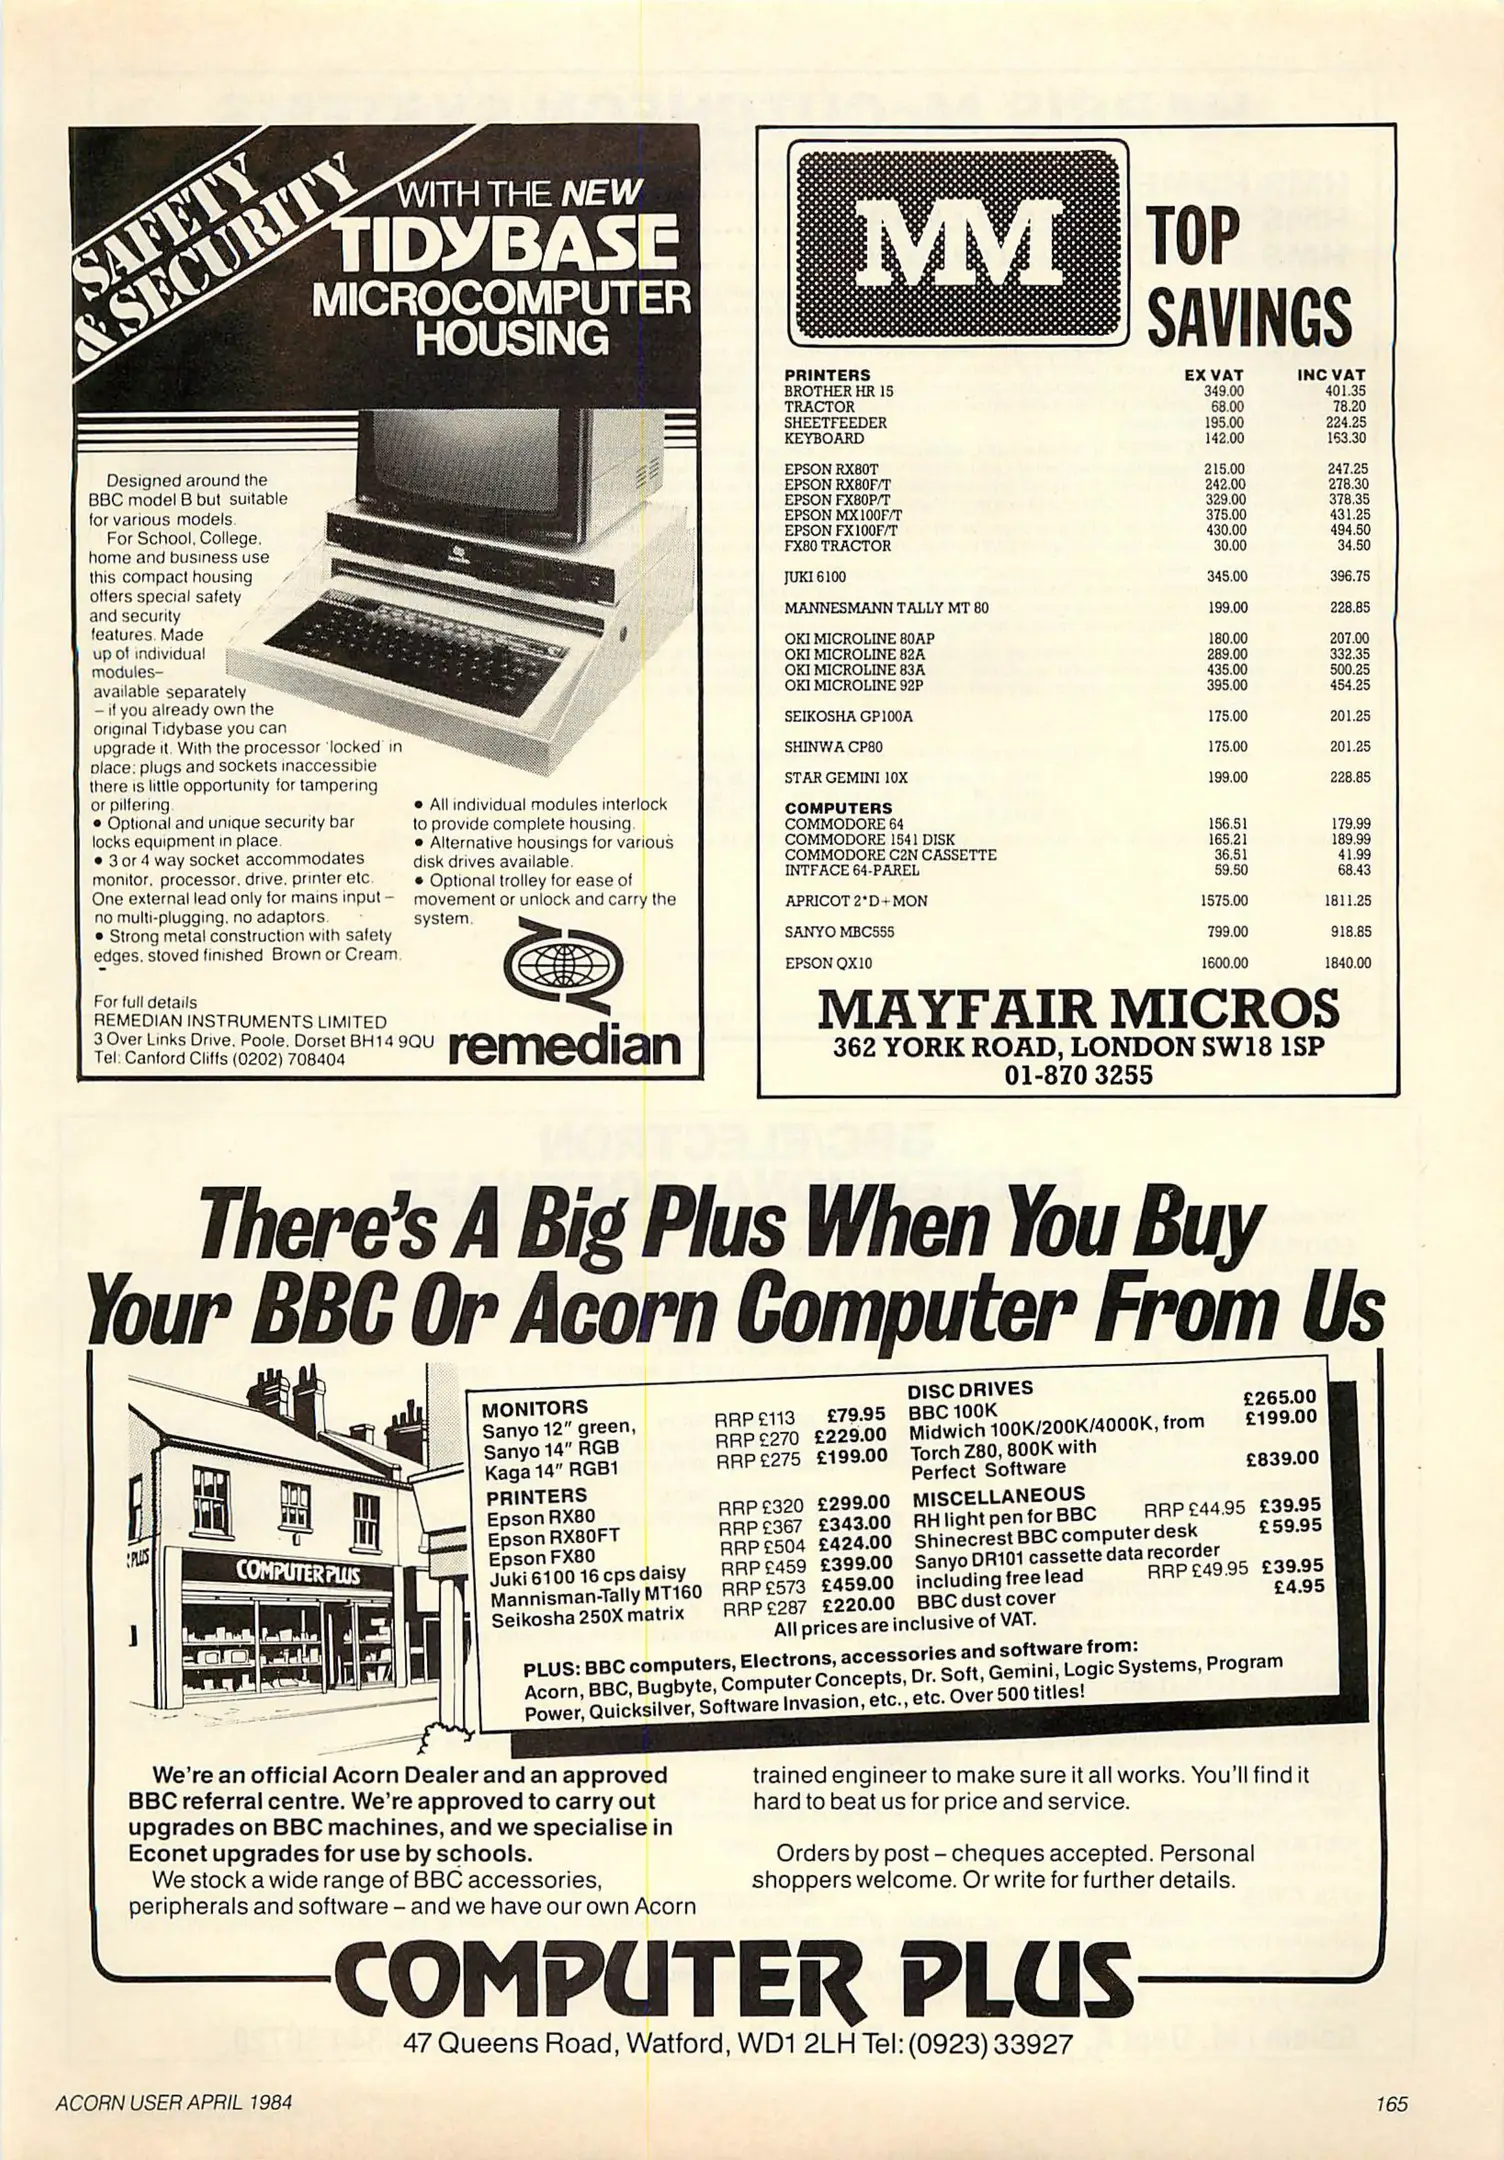 SAFETY
& SECURITY
WITH THE NEW
TIDYBASE
MICROCOMPUTER
HOUSING
Designed around the
BBC model B but suitable
for various models.
For School, College,
home and business use
this compact housing
offers special safety
and security
features. Made
up of individual
modules–
available separately
– if you already own the
original Tidybase you can
upgrade it. With the processor 'locked' in
place; plugs and sockets inaccessible
there is little opportunity for tampering
or pilfering.
• Optional and unique security bar
locks equipment in place.
• 3 or 4 way socket accommodates
monitor, processor, drive, printer etc.
One external lead only for mains input –
no multi-plugging, no adaptors.
• Strong metal construction with safety
edges, stoved finished Brown or Cream.
• All individual modules interlock
to provide complete housing.
• Alternative housings for various
disk drives available.
• Optional trolley for ease of
movement or unlock and carry the
system.
For full details
REMEDIAN INSTRUMENTS LIMITED
3 Over Links Drive, Poole, Dorset BH14 9QU
Tel: Canford Cliffs (0202) 708404
remedian
MM
TOP
SAVINGS
PRINTERS EX VAT INC VAT
BROTHER HR 15 349.00 401.35
TRACTOR 68.00 78.20
SHEETFEEDER 195.00 224.25
KEYBOARD 142.00 163.30
EPSON RX80T 215.00 247.25
EPSON RX80F/T 242.00 278.30
EPSON FX80P/T 329.00 378.35
EPSON MX100F/T 375.00 431.25
EPSON FX100F/T 430.00 494.50
FX80 TRACTOR 30.00 34.50
JUKI 6100 345.00 396.75
MANNESMANN TALLY MT 80 199.00 228.85
OKI MICROLINE 80AP 180.00 207.00
OKI MICROLINE 82A 289.00 332.35
OKI MICROLINE 83A 435.00 500.25
OKI MICROLINE 92P 395.00 454.25
SEIKOSHA GP100A 175.00 201.25
SHINWA CP80 175.00 201.25
STAR GEMINI 10X 199.00 228.85
COMPUTERS
COMMODORE 64 156.51 179.99
COMMODORE 1541 DISK 165.21 189.99
COMMODORE C2N CASSETTE 36.51 41.99
INTFACE 64-PAREL 59.50 68.43
APRICOT 2*D+MON 1575.00 1811.25
SANYO MBC555 799.00 918.85
EPSON QX10 1600.00 1840.00
MAYFAIR MICROS
362 YORK ROAD, LONDON SW18 1SP
01-870 3255
There's A Big Plus When You Buy
Your BBC Or Acorn Computer From Us
: PLUS
COMPUTER PLUS
MONITORS
Sanyo 12" green, RRP £113 £79.95
Sanyo 14" RGB RRP £270 £229.00
Kaga 14" RGB1 RRP £275 £199.00
PRINTERS
Epson RX80 RRP £320 £299.00
Epson RX80FT RRP £367 £343.00
Epson FX80 RRP £504 £424.00
Juki 6100 16 cps daisy RRP £459 £399.00
Mannisman-Tally MT160 RRP £573 £459.00
Seikosha 250X matrix RRP £287 £220.00
DISC DRIVES
BBC 100K £265.00
Midwich 100K/200K/4000K, from £199.00
Torch Z80, 800K with
Perfect Software £839.00
MISCELLANEOUS
RH light pen for BBC RRP £44.95 £39.95
Shinecrest BBC computer desk £59.95
Sanyo DR101 cassette data recorder
including free lead RRP £49.95 £39.95
BBC dust cover £4.95
All prices are inclusive of VAT.
PLUS: BBC computers, Electrons, accessories and software from:
Acorn, BBC, Bugbyte, Computer Concepts, Dr. Soft, Gemini, Logic Systems, Program
Power, Quicksilver, Software Invasion, etc., etc. Over 500 titles!
We're an official Acorn Dealer and an approved
BBC referral centre. We're approved to carry out
upgrades on BBC machines, and we specialise in
Econet upgrades for use by schools.
We stock a wide range of BBC accessories,
peripherals and software – and we have our own Acorn
trained engineer to make sure it all works. You'll find it
hard to beat us for price and service.
Orders by post – cheques accepted. Personal
shoppers welcome. Or write for further details.
COMPUTER PLUS
47 Queens Road, Watford, WD1 2LH Tel: (0923) 33927
ACORN USER APRIL 1984
165